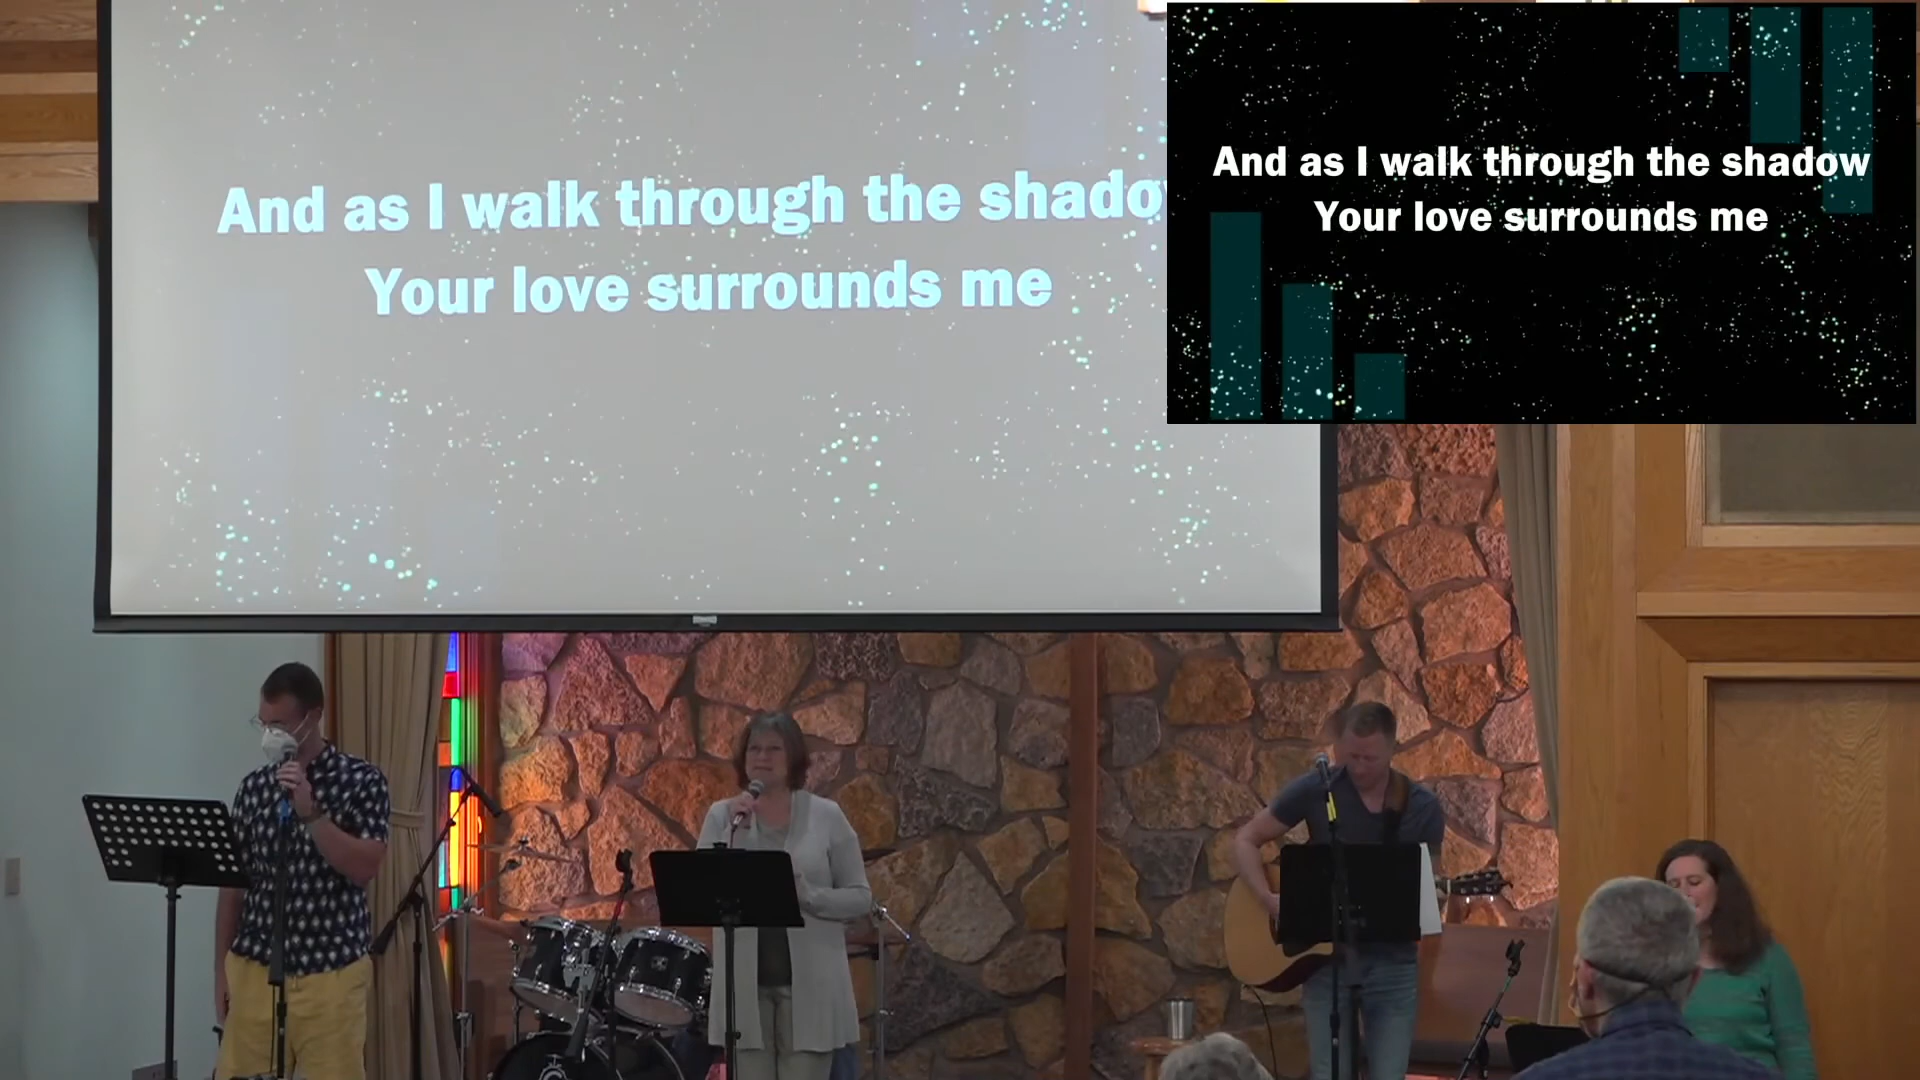 And as I walk through the shado
Your love surrounds me
And as I walk through the shadow
Your love surrounds me